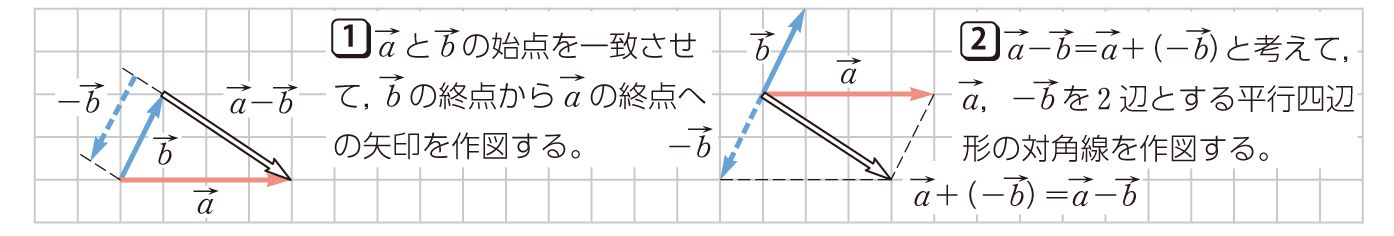 −b⃗
b⃗
a⃗−b⃗
a⃗
1 a⃗とb⃗の始点を一致させ
て，b⃗の終点からa⃗の終点へ
の矢印を作図する。
b⃗
a⃗
−b⃗
2 a⃗−b⃗=a⃗+(−b⃗)と考えて，
a⃗，−b⃗を2辺とする平行四辺
形の対角線を作図する。
a⃗+(−b⃗)=a⃗−b⃗